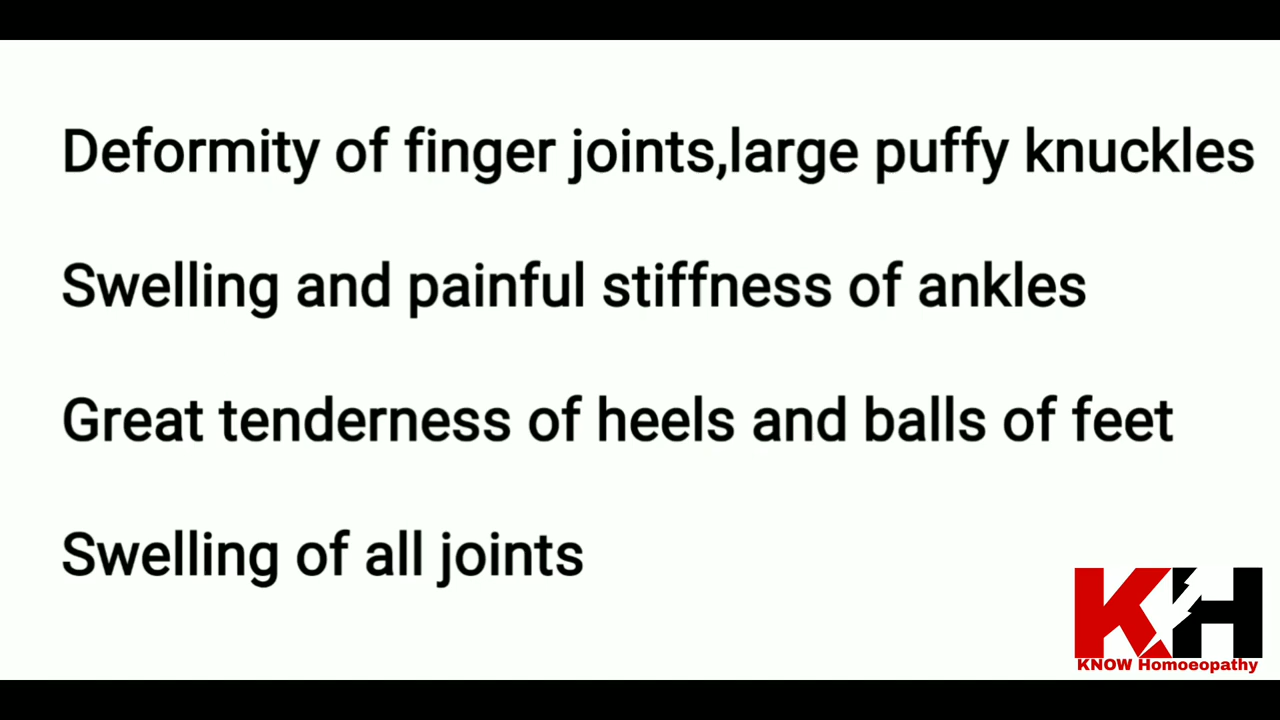 Deformity of finger joints,large puffy knuckles
Swelling and painful stiffness of ankles
Great tenderness of heels and balls of feet
Swelling of all joints
KH
KNOW Homoeopathy